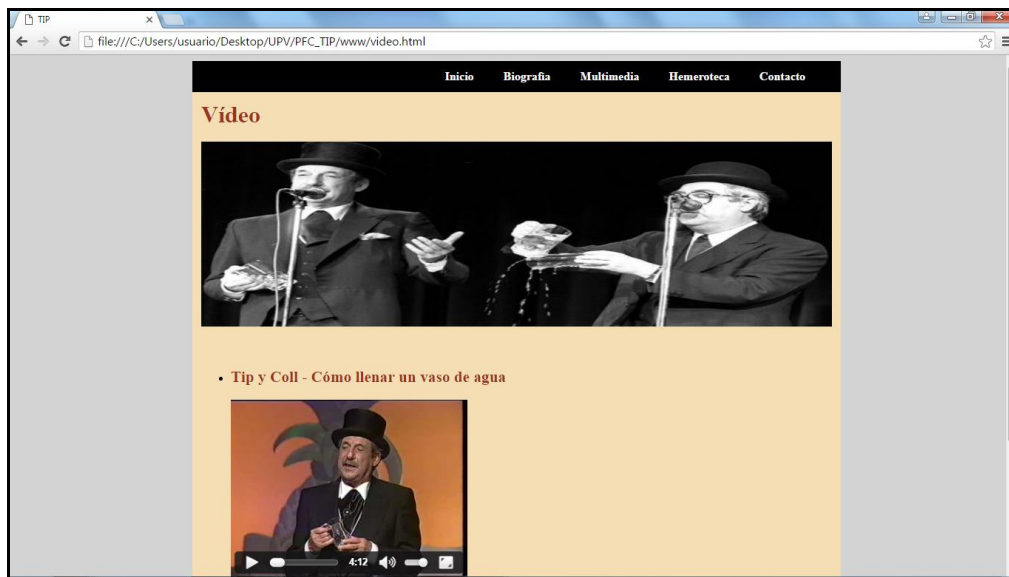 TIP
file:///C:/Users/usuario/Desktop/UPV/PFC_TIP/www/video.html
Inicio Biografia Multimedia Hemeroteca Contacto
Vídeo
Tip y Coll - Cómo llenar un vaso de agua
4:12